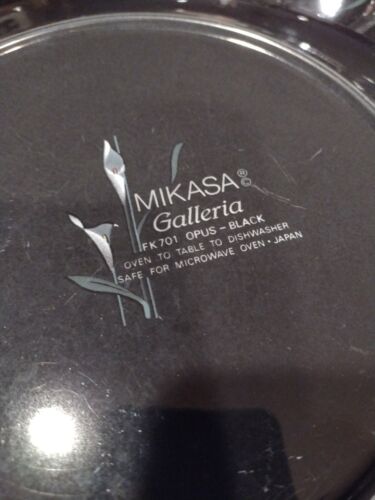 MIKASA®©
Galleria
FK701 OPUS - BLACK
OVEN TO TABLE TO DISHWASHER
SAFE FOR MICROWAVE OVEN · JAPAN